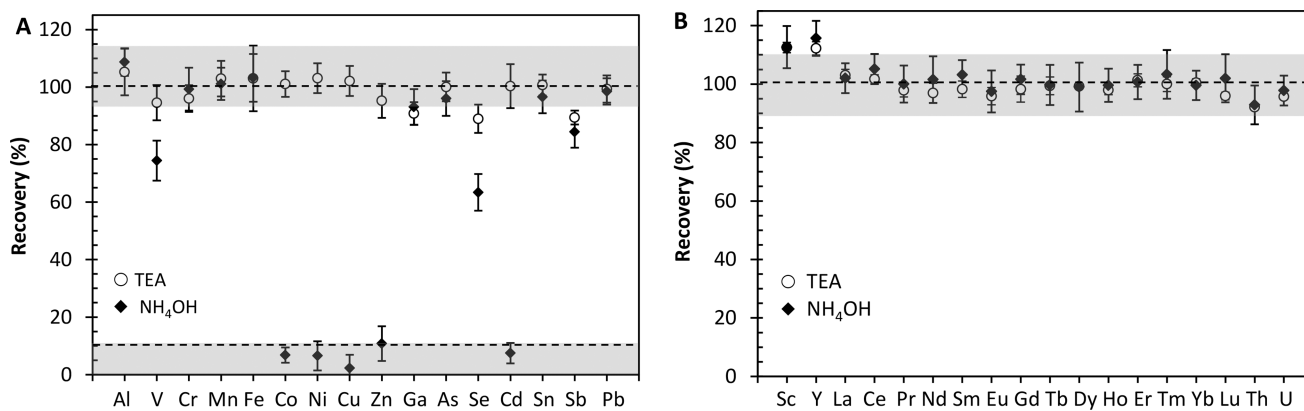 A
Recovery (%)
120
100
80
60
40
20
0
TEA
NH₄OH
Al V Cr Mn Fe Co Ni Cu Zn Ga As Se Cd Sn Sb Pb
B
Recovery (%)
120
100
80
60
40
20
0
TEA
NH₄OH
Sc Y La Ce Pr Nd Sm Eu Gd Tb Dy Ho Er Tm Yb Lu Th U